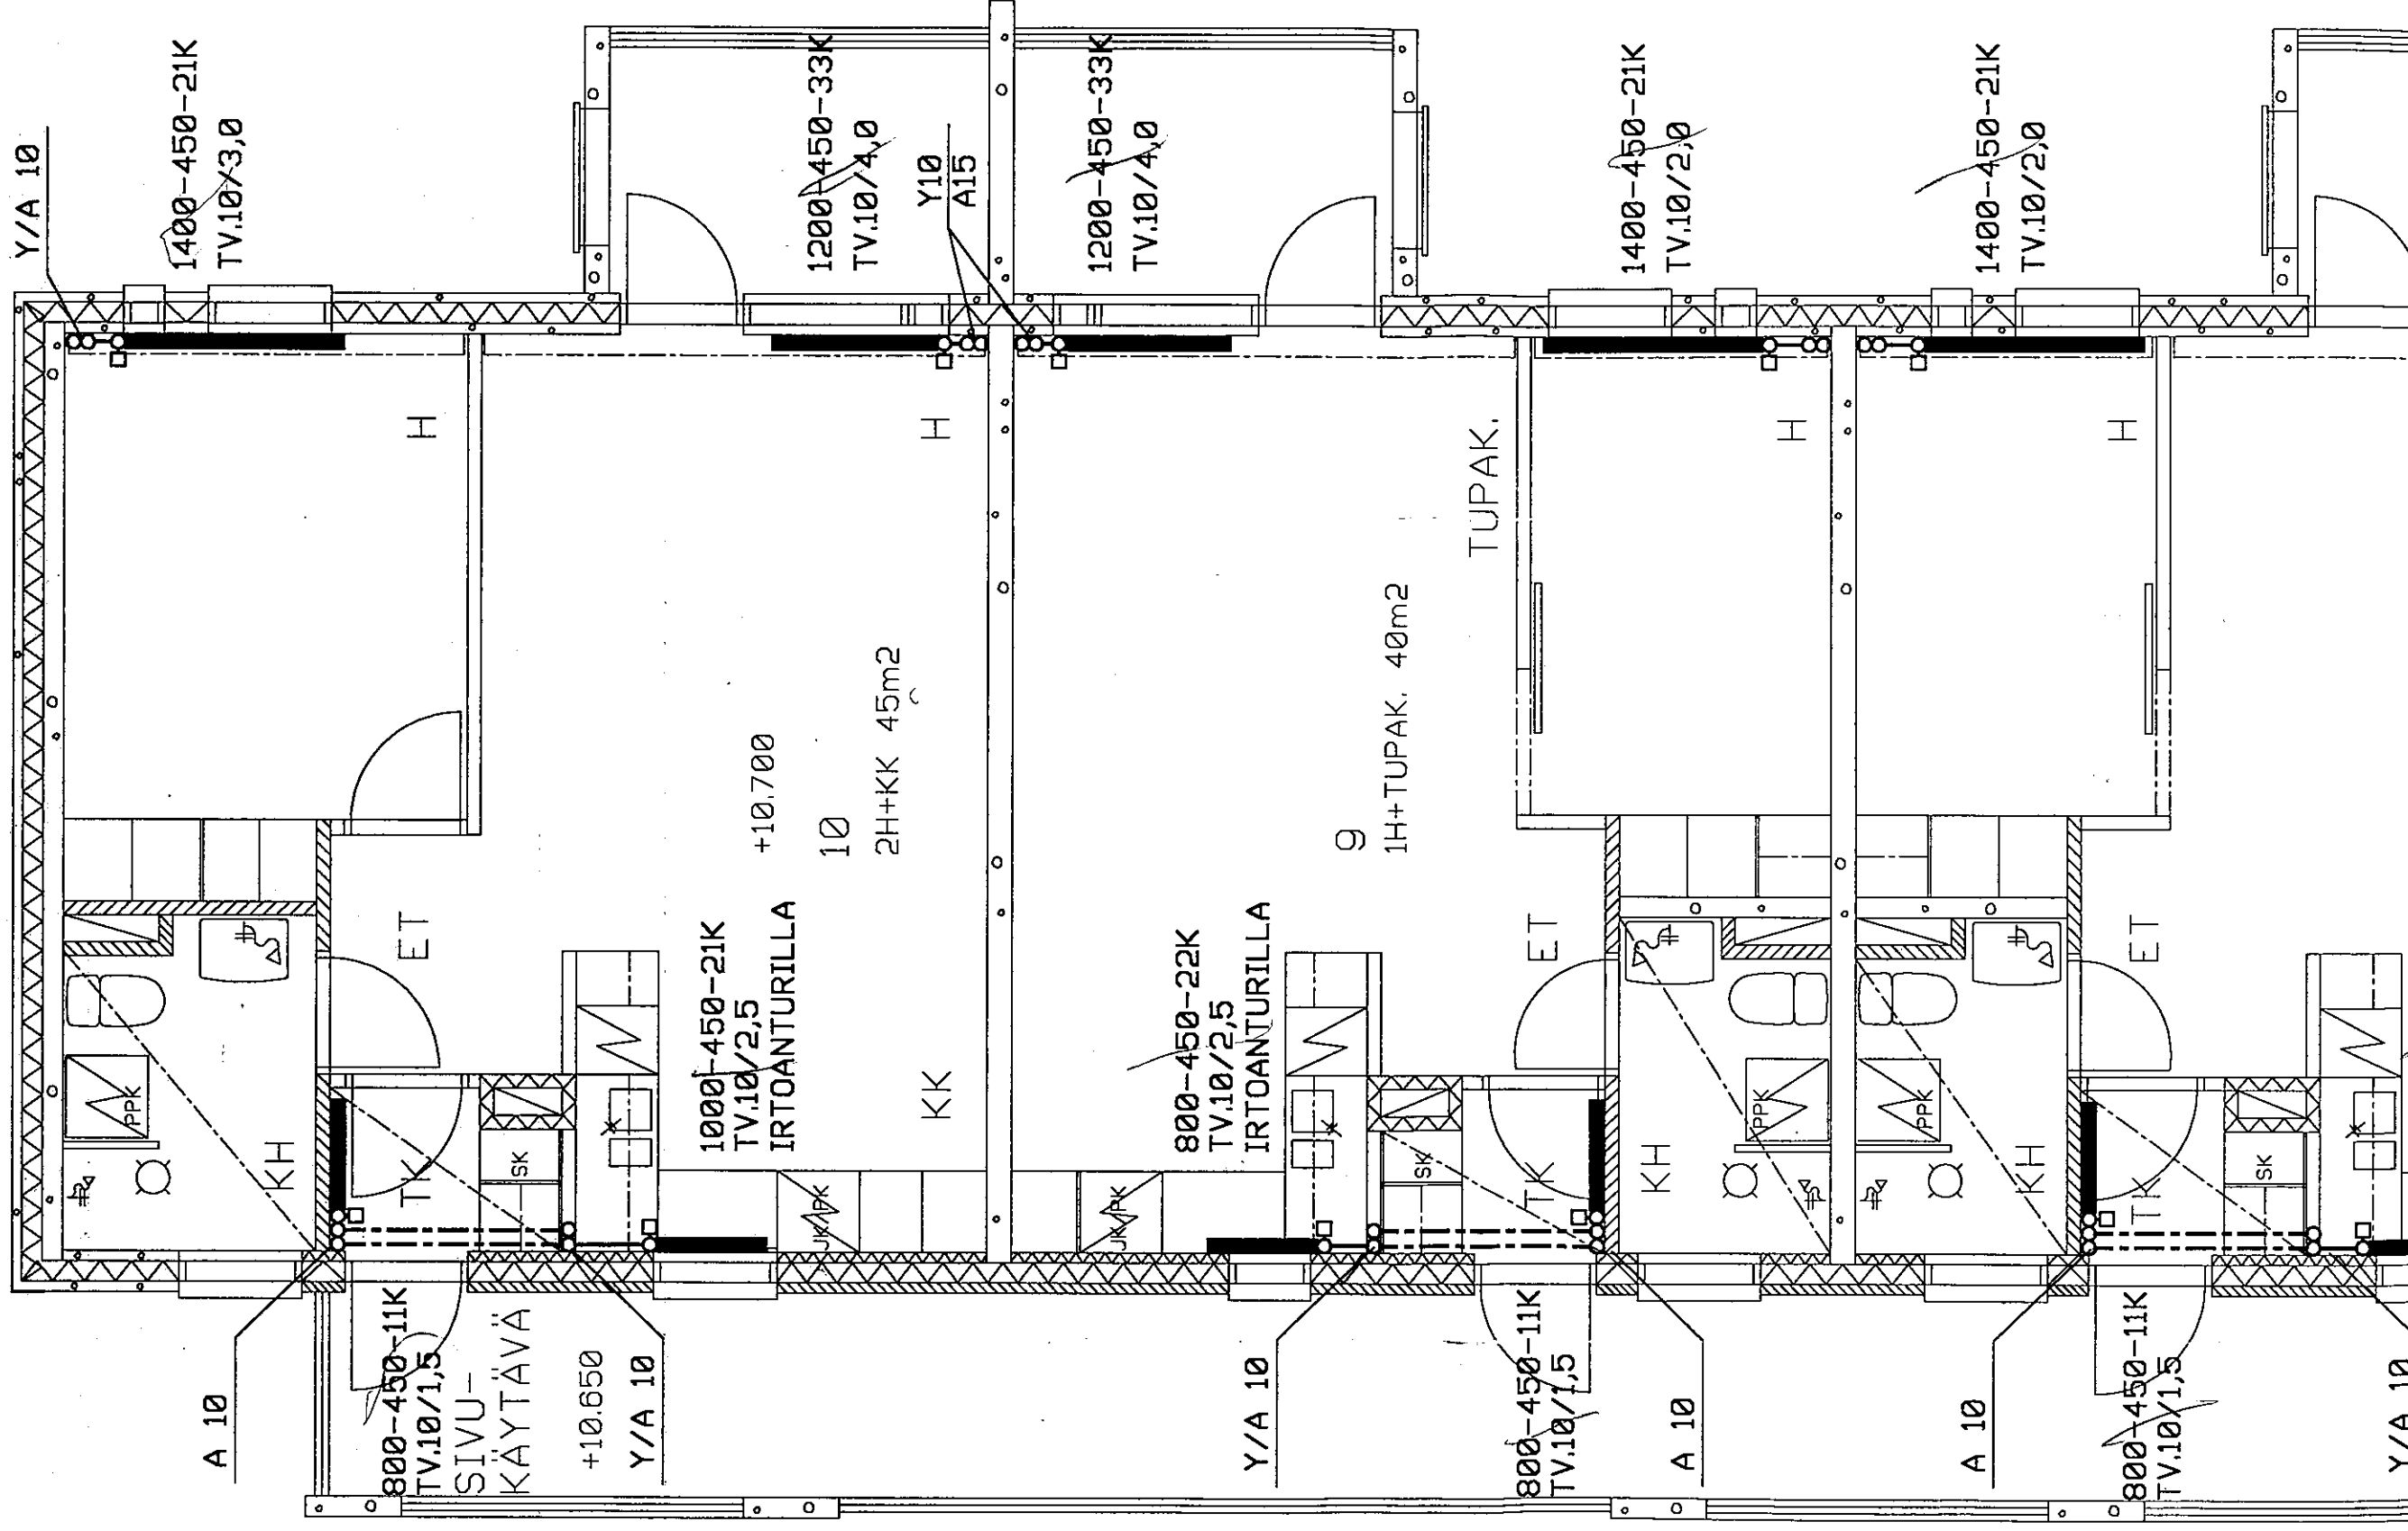 Y/A 10
1400-450-21K
TV.10/3,0
1200-450-33K
TV.10/4,0
Y10
A15
1200-450-33K
TV.10/4,0
1400-450-21K
TV.10/2,0
1400-450-21K
TV.10/2,0
H
H
TUPAK.
H
H
+10.700
10
2H+KK 45m2
9
1H+TUPAK. 40m2
ET
ET
ET
1000-450-21K
TV.10/2,5
IRTOANTURILLA
800-450-22K
TV.10/2,5
IRTOANTURILLA
PPK
KH
TK
SK
KK
JK/PK
JK/PK
SK
TK
KH
PPK
PPK
KH
TK
SK
A 10
800-450-11K
TV.10/1,5
SIVU-
KÄYTÄVÄ
+10.650
Y/A 10
Y/A 10
800-450-11K
TV.10/1,5
A 10
A 10
800-450-11K
TV.10/1,5
Y/A 10